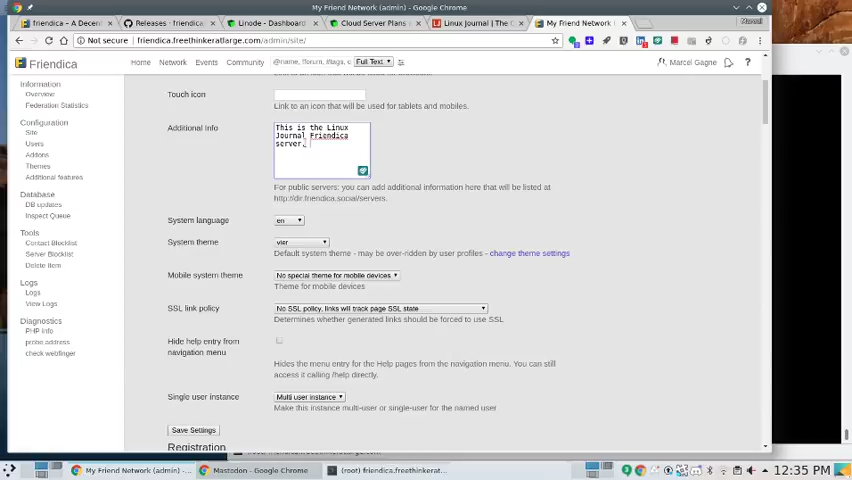 My Friend Network (admin) - Google Chrome
friendica – A Decen
Releases · friendica
Linode - Dashboard
Cloud Server Plans
Linux Journal | The O
My Friend Network
Not secure friendica.freethinkeratlarge.com/admin/site/
Friendica
Home Network Events Community @name, !forum, #tags, c Full Text Marcel Gagne ?
Information
Overview
Federation Statistics
Configuration
Site
Users
Addons
Themes
Additional features
Database
DB updates
Inspect Queue
Tools
Contact Blocklist
Server Blocklist
Delete Item
Logs
Logs
View Logs
Diagnostics
PHP Info
probe address
check webfinger
Touch icon
Link to an icon that will be used for tablets and mobiles.
Additional Info
This is the Linux
Journal Friendica
server.
For public servers: you can add additional information here that will be listed at
http://dir.friendica.social/servers.
System language en
System theme vier
Default system theme - may be over-ridden by user profiles - change theme settings
Mobile system theme No special theme for mobile devices
Theme for mobile devices
SSL link policy No SSL policy, links will track page SSL state
Determines whether generated links should be forced to use SSL
Hide help entry from
navigation menu
Hides the menu entry for the Help pages from the navigation menu. You can still
access it calling /help directly.
Single user instance Multi user instance
Make this instance multi-user or single-user for the named user
Save Settings
Registration
My Friend Network (admin) -...
Mastodon - Google Chrome
(root) friendica.freethinkerat...
12:35 PM